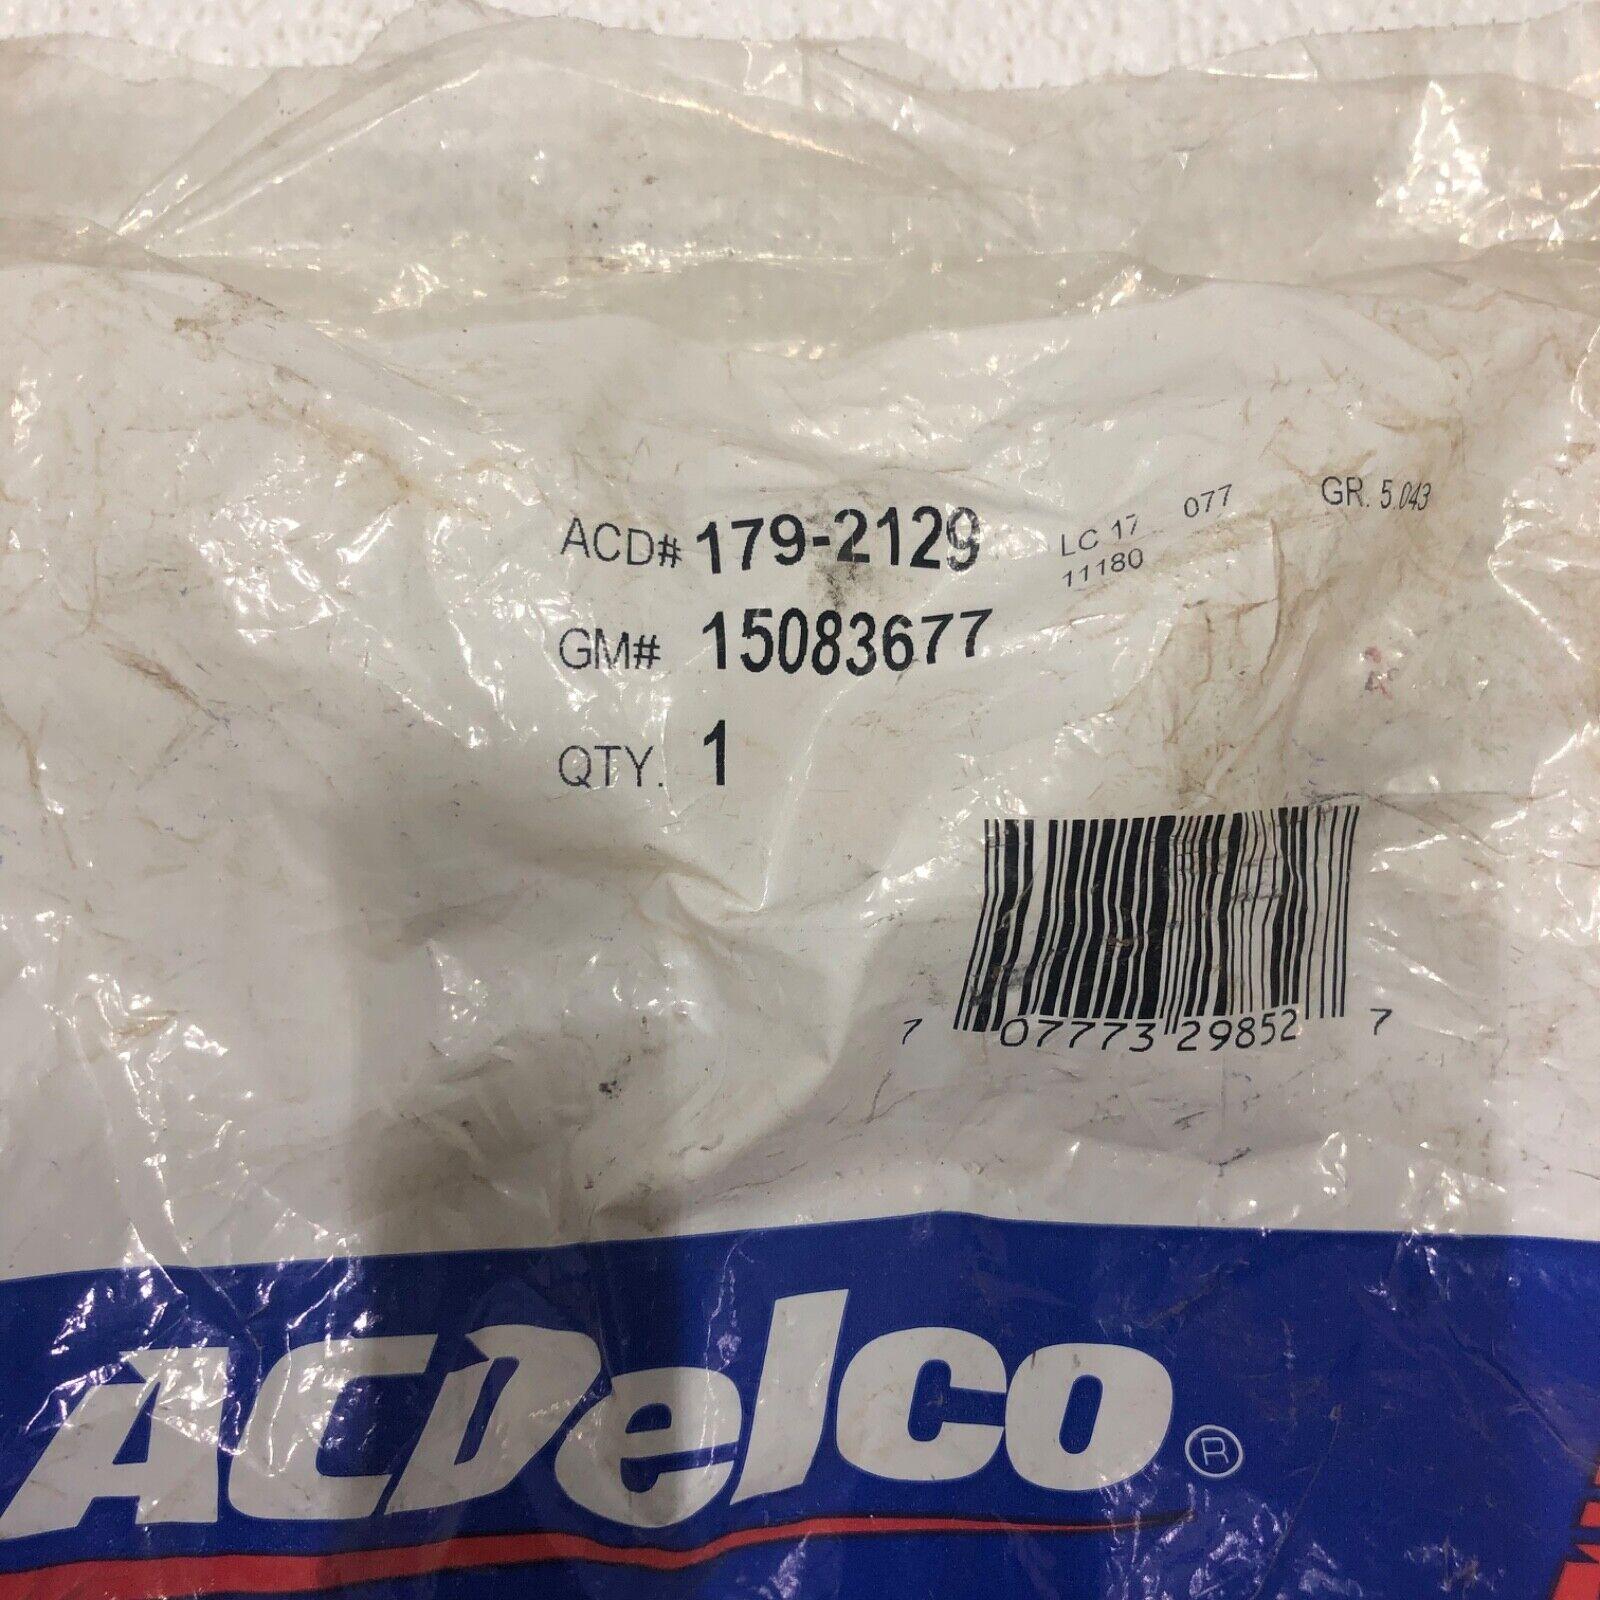 ACD# 179-2129 LC 17 077 GR. 5.043
11180
GM# 15083677
QTY. 1
7 07773 29852 7
ACDelco ®